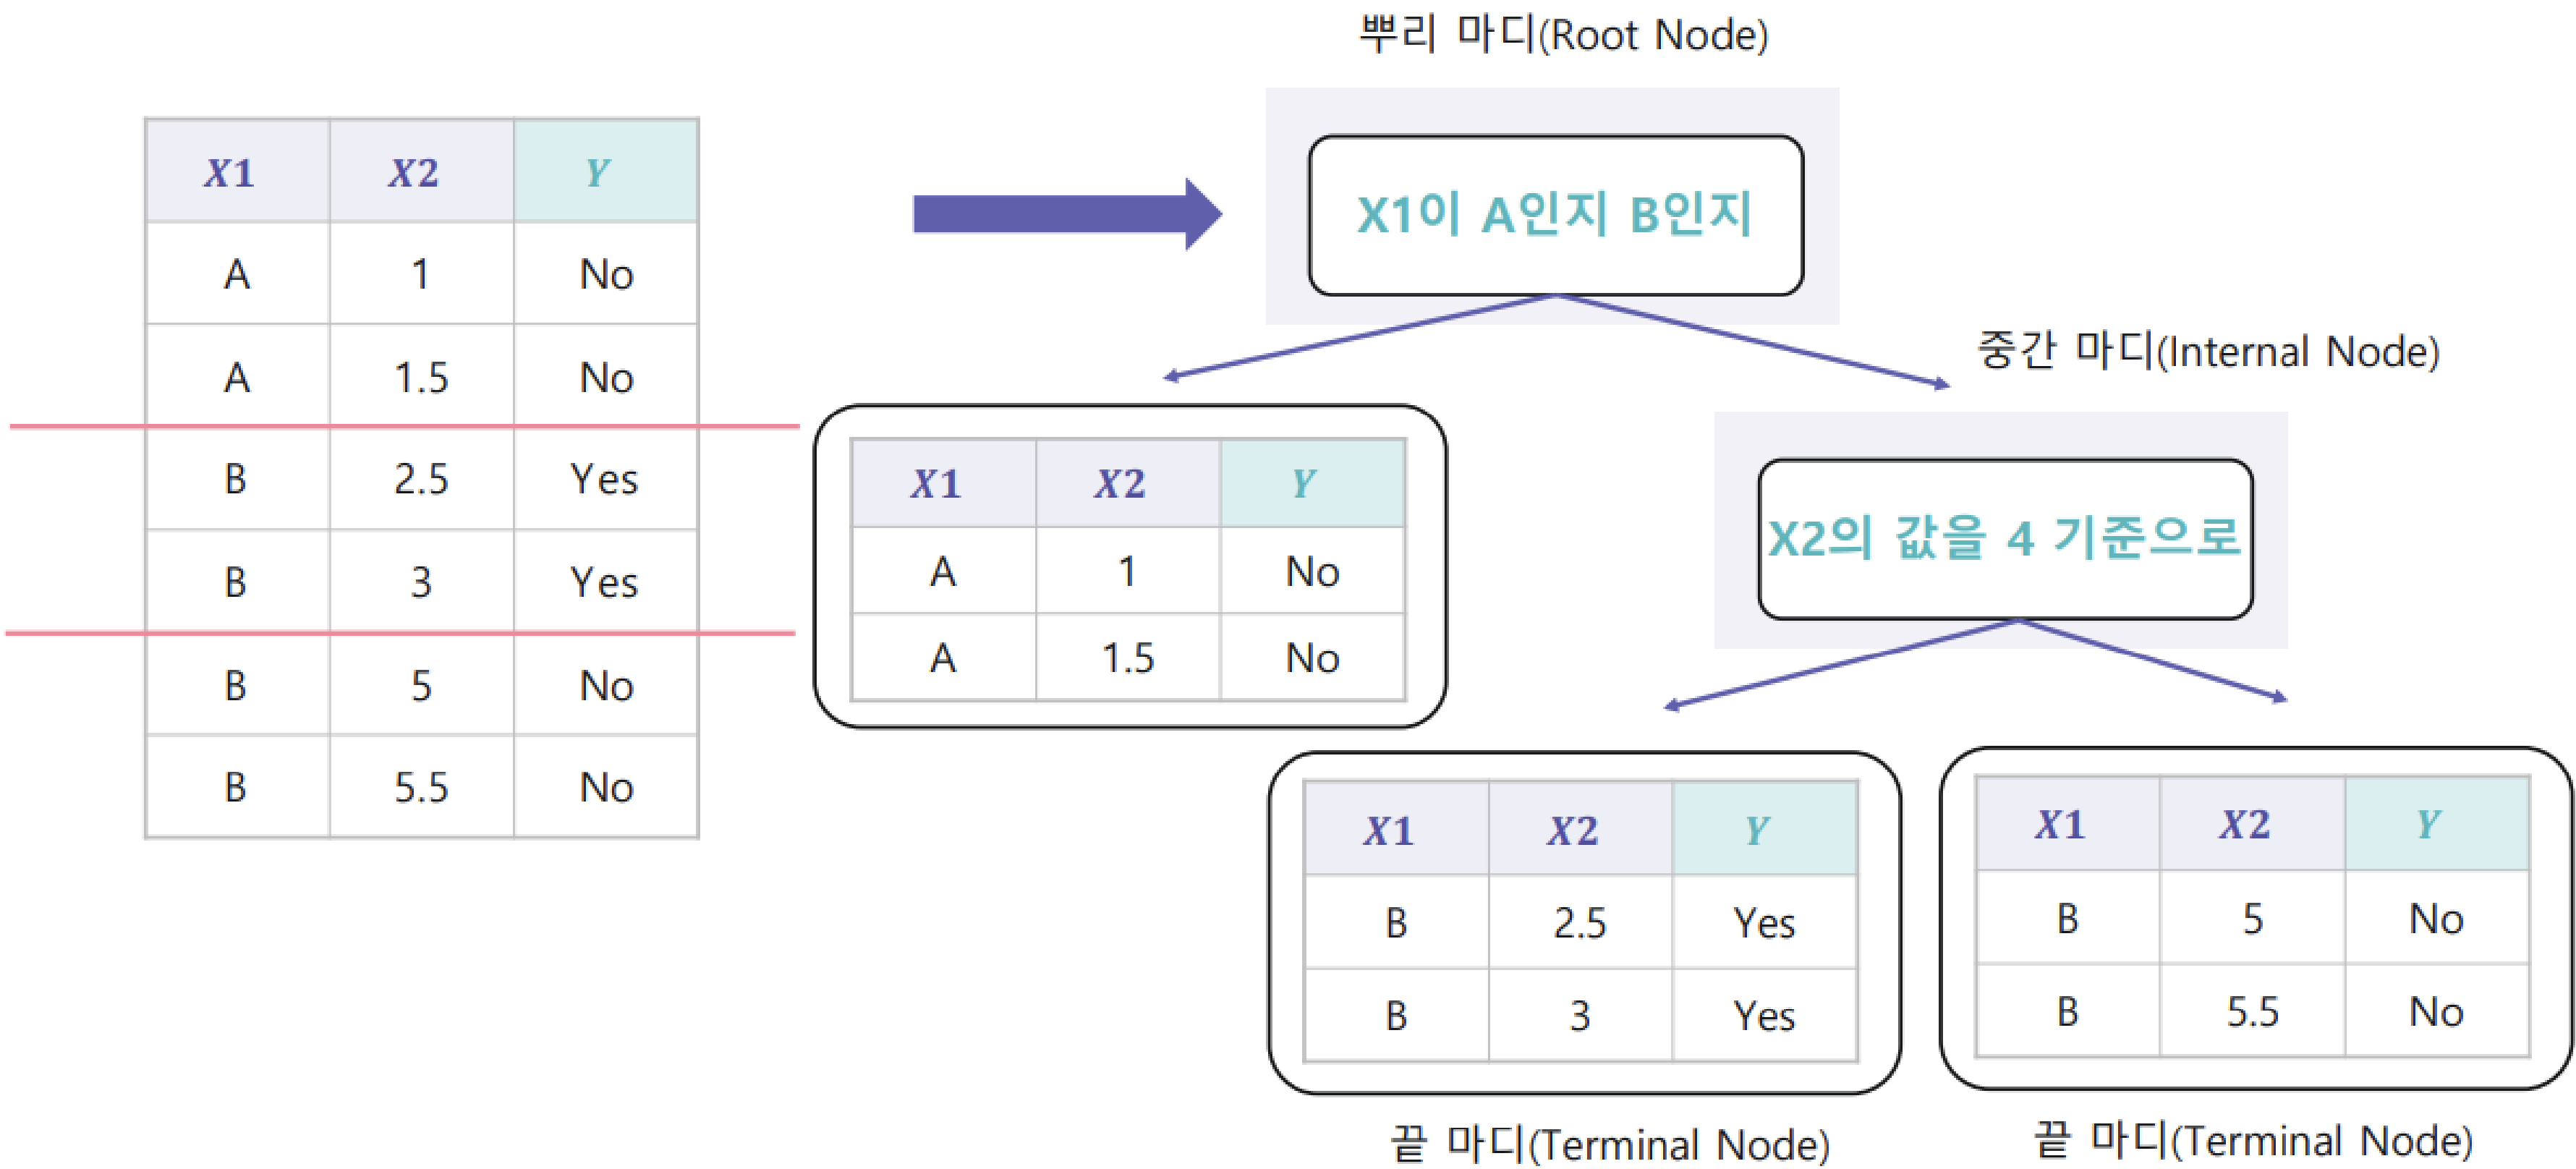 뿌리 마디(Root Node)
X1 X2 Y
A 1 No
A 1.5 No
B 2.5 Yes
B 3 Yes
B 5 No
B 5.5 No
X1이 A인지 B인지
중간 마디(Internal Node)
X1 X2 Y
A 1 No
A 1.5 No
X2의 값을 4 기준으로
X1 X2 Y
B 2.5 Yes
B 3 Yes
끝 마디(Terminal Node)
X1 X2 Y
B 5 No
B 5.5 No
끝 마디(Terminal Node)